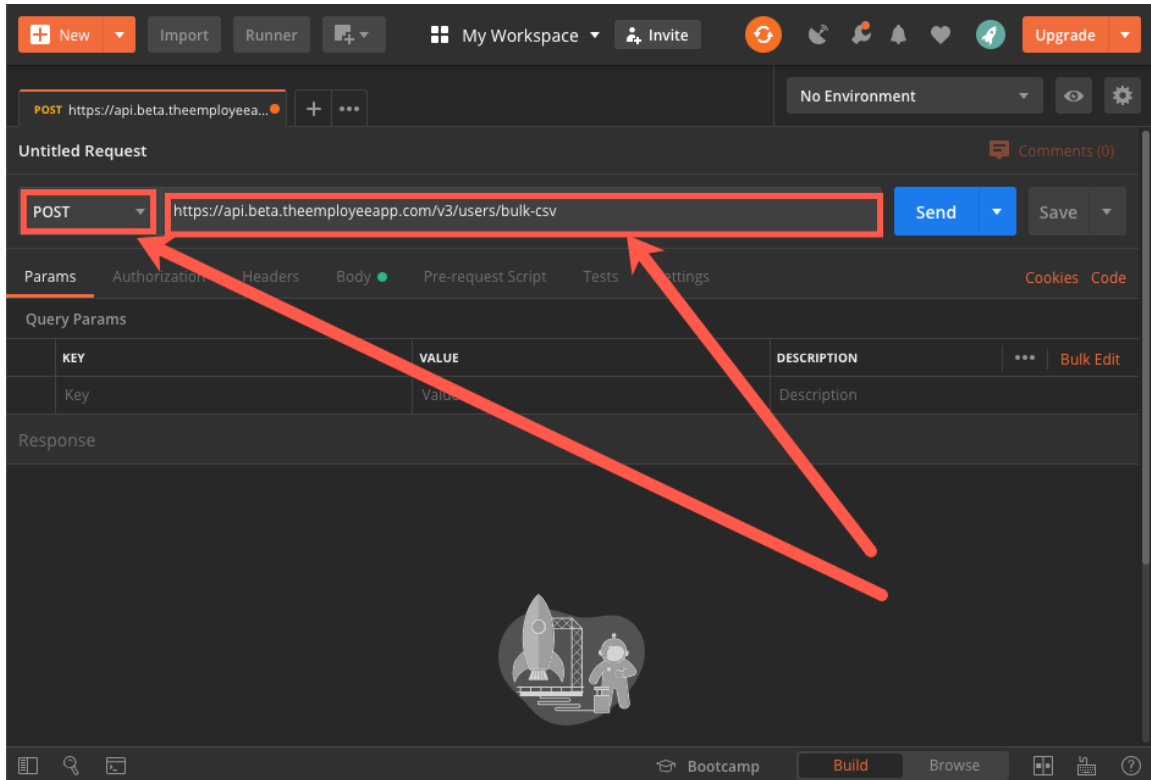 New Import Runner My Workspace Invite Upgrade
POST https://api.beta.theemployeea... No Environment
Untitled Request Comments (0)
POST https://api.beta.theemployeeapp.com/v3/users/bulk-csv Send Save
Params Authorization Headers Body Pre-request Script Tests ettings Cookies Code
Query Params
KEY VALUE DESCRIPTION Bulk Edit
Key Value Description
Response
Bootcamp Build Browse